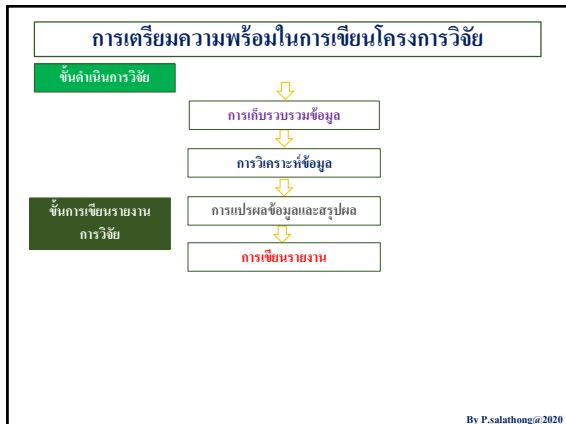 การเตรียมความพร้อมในการเขียนโครงการวิจัย
ขั้นดำเนินการวิจัย
การเก็บรวบรวมข้อมูล
การวิเคราะห์ข้อมูล
ขั้นการเขียนรายงาน
การวิจัย
การแปรผลข้อมูลและสรุปผล
การเขียนรายงาน
By P.salathong@2020